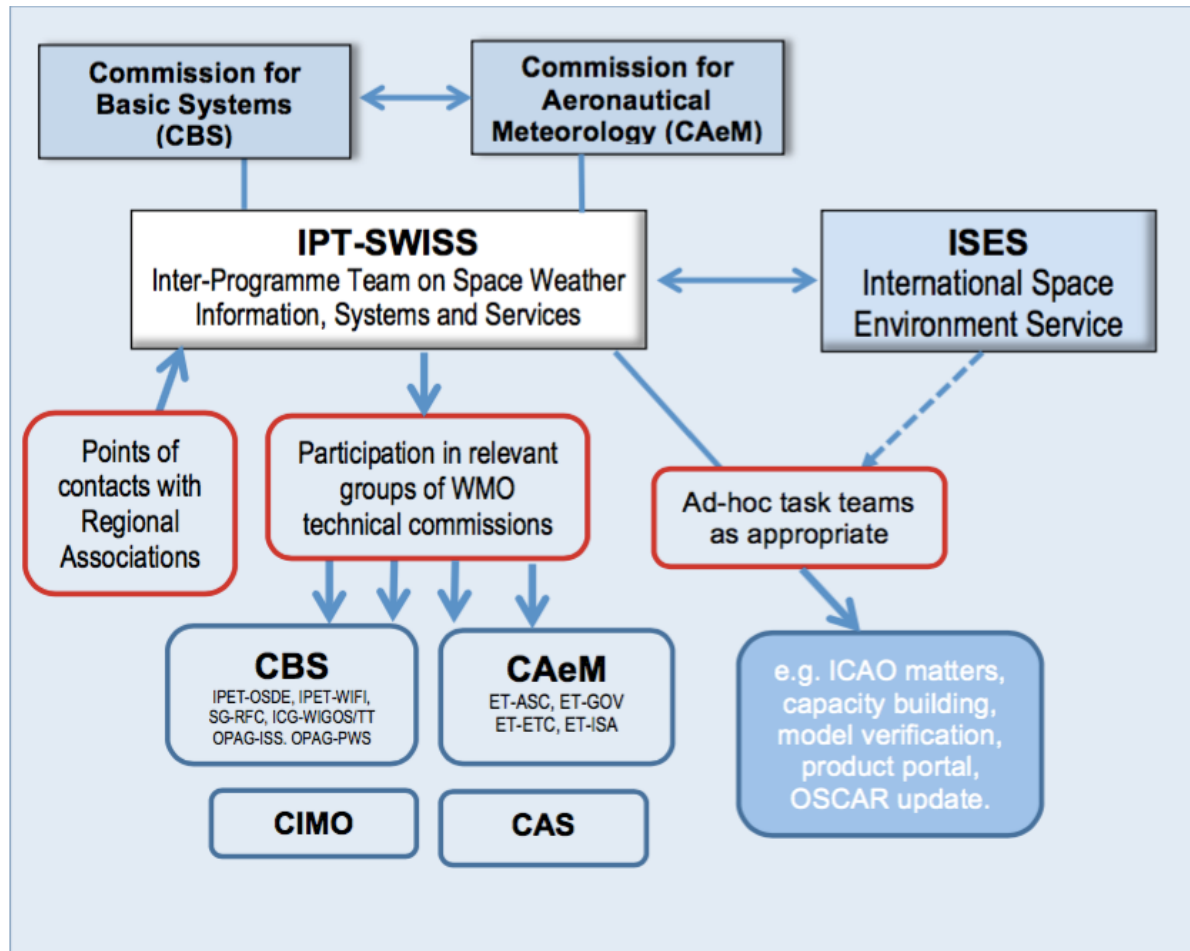 Commission for
Basic Systems
(CBS)
Commission for
Aeronautical
Meteorology (CAeM)
IPT-SWISS
Inter-Programme Team on Space Weather
Information, Systems and Services
ISES
International Space
Environment Service
Points of
contacts with
Regional
Associations
Participation in relevant
groups of WMO
technical commissions
Ad-hoc task teams
as appropriate
CBS
IPET-OSDE, IPET-WIFI,
SG-RFC, ICG-WIGOS/TT
OPAG-ISS. OPAG-PWS
CAeM
ET-ASC, ET-GOV
ET-ETC, ET-ISA
e.g. ICAO matters,
capacity building,
model verification,
product portal,
OSCAR update.
CIMO
CAS